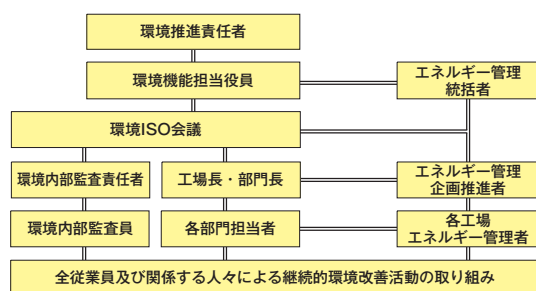 環境推進責任者
環境機能担当役員
エネルギー管理
統括者
環境ISO会議
環境内部監査責任者
工場長・部門長
エネルギー管理
企画推進者
環境内部監査員
各部門担当者
各工場
エネルギー管理者
全従業員及び関係する人々による継続的環境改善活動の取り組み